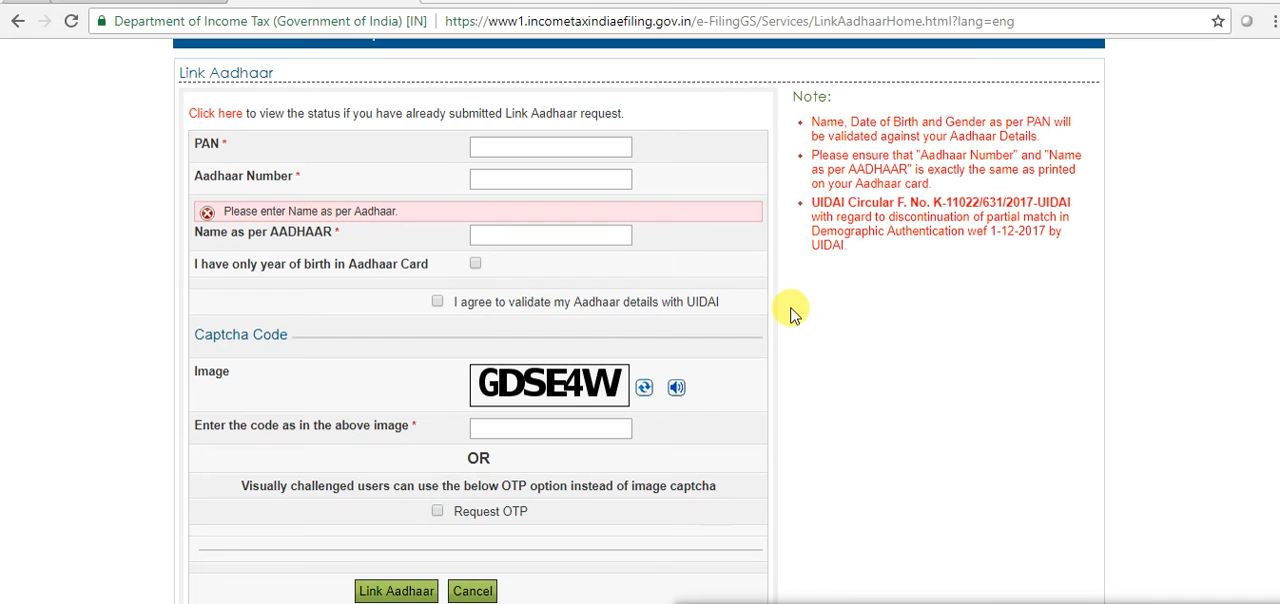 Department of Income Tax (Government of India) [IN] https://www1.incometaxindiaefiling.gov.in/e-FilingGS/Services/LinkAadhaarHome.html?lang=eng
Link Aadhaar
Click here to view the status if you have already submitted Link Aadhaar request.
PAN *
Aadhaar Number *
Please enter Name as per Aadhaar.
Name as per AADHAAR *
I have only year of birth in Aadhaar Card
I agree to validate my Aadhaar details with UIDAI
Captcha Code
Image
GDSE4W
Enter the code as in the above image *
OR
Visually challenged users can use the below OTP option instead of image captcha
Request OTP
Link Aadhaar Cancel
Note:
Name, Date of Birth and Gender as per PAN will
be validated against your Aadhaar Details.
Please ensure that "Aadhaar Number" and "Name
as per AADHAAR" is exactly the same as printed
on your Aadhaar card.
UIDAI Circular F. No. K-11022/631/2017-UIDAI
with regard to discontinuation of partial match in
Demographic Authentication wef 1-12-2017 by
UIDAI.